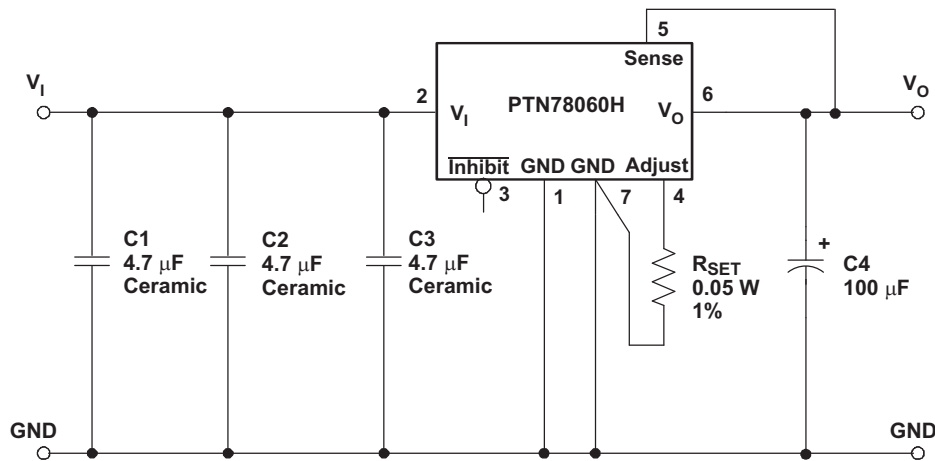 5
Sense
V_I
2
V_I
PTN78060H
V_O
6
V_O
Inhibit
GND
GND
Adjust
3
1
7
4
C1
4.7 μF
Ceramic
C2
4.7 μF
Ceramic
C3
4.7 μF
Ceramic
R_SET
0.05 W
1%
+
C4
100 μF
GND
GND